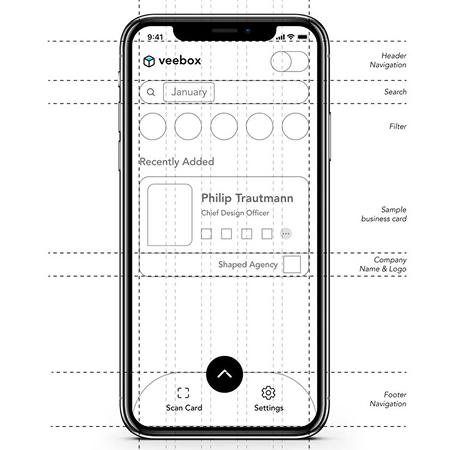 9:41
Header
Navigation
veebox
Search
January
Filter
Recently Added
Philip Trautmann
Chief Design Officer
Sample
business card
Shaped Agency
Company
Name & Logo
Scan Card
Settings
Footer
Navigation